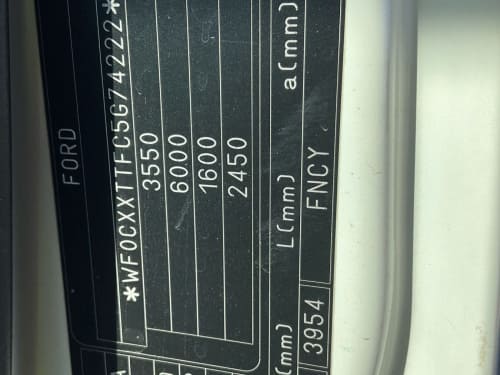 FORD
*WF0CXXTTFC5G74222*
3550
6000
1600
2450
(mm) L(mm) a(mm)
3954 FNCY